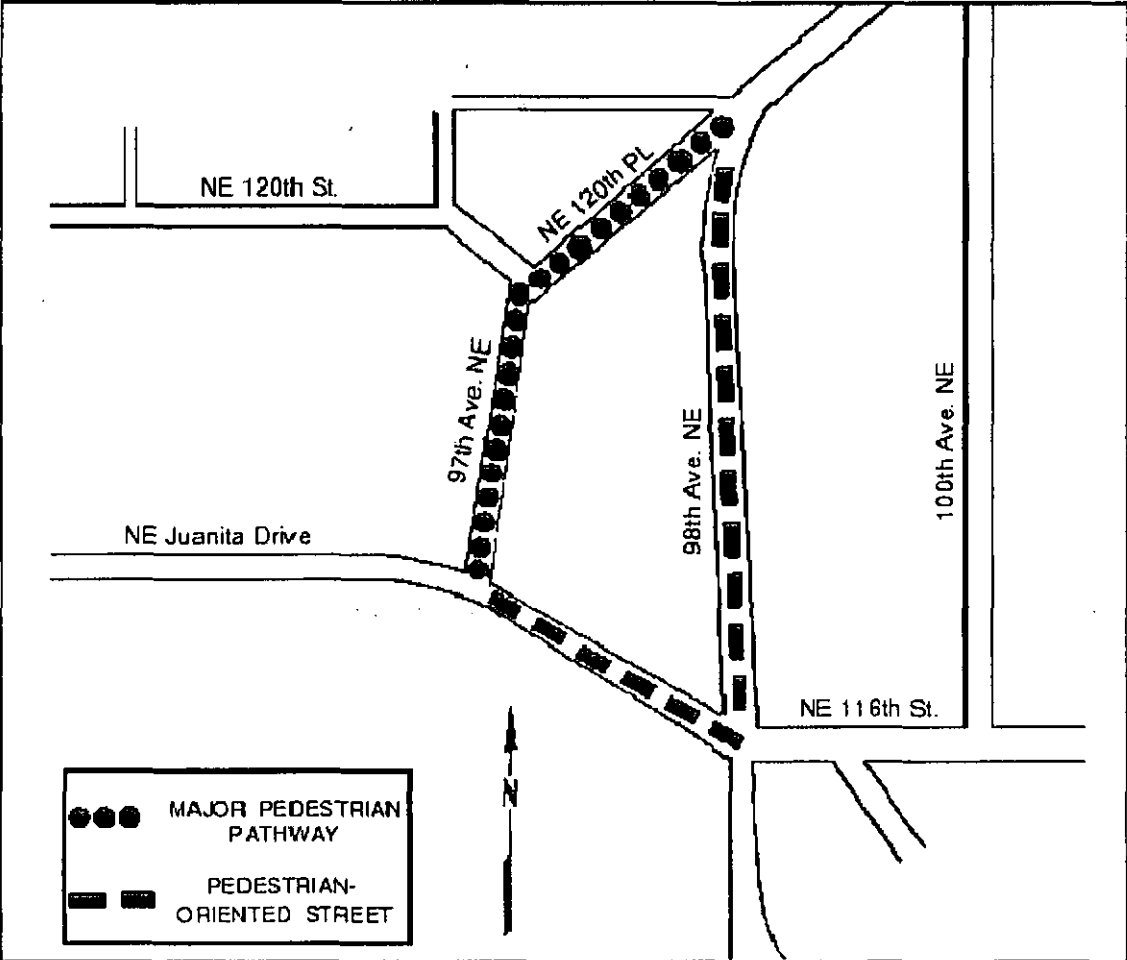 NE 120th St.
NE 120th PL
97th Ave. NE
98th Ave. NE
100th Ave. NE
NE Juanita Drive
NE 116th St.
N
MAJOR PEDESTRIAN
PATHWAY
PEDESTRIAN-
ORIENTED STREET